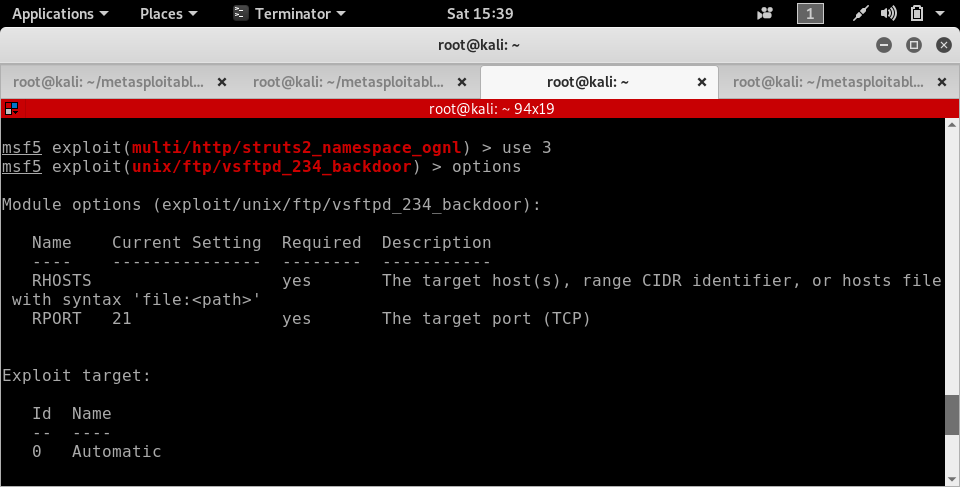 Applications Places Terminator Sat 15:39 1
root@kali: ~
root@kali: ~/metasploitabl... root@kali: ~/metasploitabl... root@kali: ~ root@kali: ~/metasploitabl...
root@kali: ~ 94x19
msf5 exploit(multi/http/struts2_namespace_ognl) > use 3
msf5 exploit(unix/ftp/vsftpd_234_backdoor) > options
Module options (exploit/unix/ftp/vsftpd_234_backdoor):
Name Current Setting Required Description
---- --------------- -------- -----------
RHOSTS yes The target host(s), range CIDR identifier, or hosts file
with syntax 'file:<path>'
RPORT 21 yes The target port (TCP)
Exploit target:
Id Name
-- ----
0 Automatic